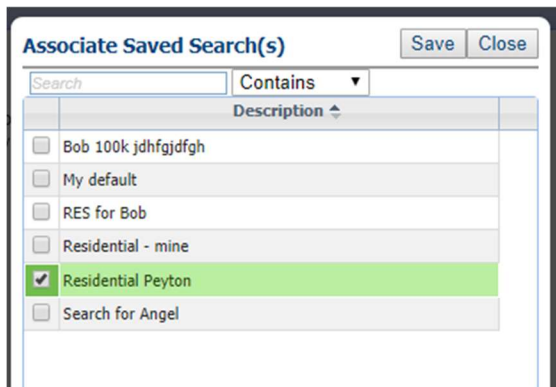 Associate Saved Search(s) Save Close
Search Contains
Description
Bob 100k jdhfgjdfgh
My default
RES for Bob
Residential - mine
Residential Peyton
Search for Angel